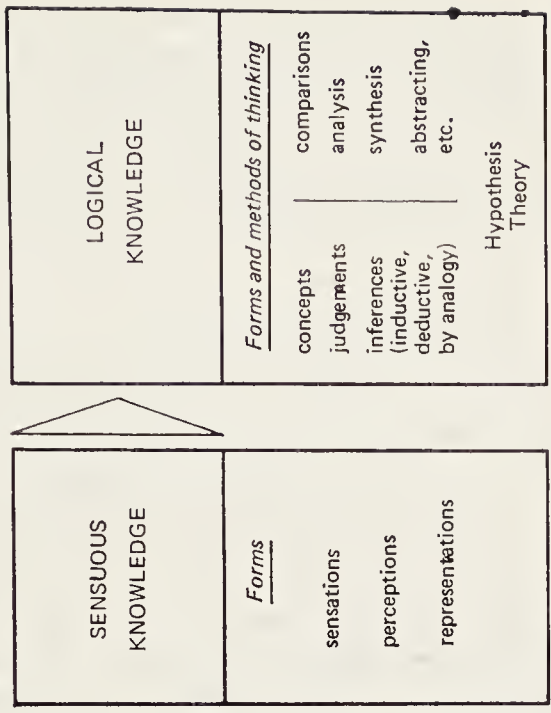 SENSUOUS
KNOWLEDGE
Forms
sensations
perceptions
representations
LOGICAL
KNOWLEDGE
Forms and methods of thinking
concepts
judgements
inferences
(inductive,
deductive,
by analogy)
comparisons
analysis
synthesis
abstracting,
etc.
Hypothesis
Theory